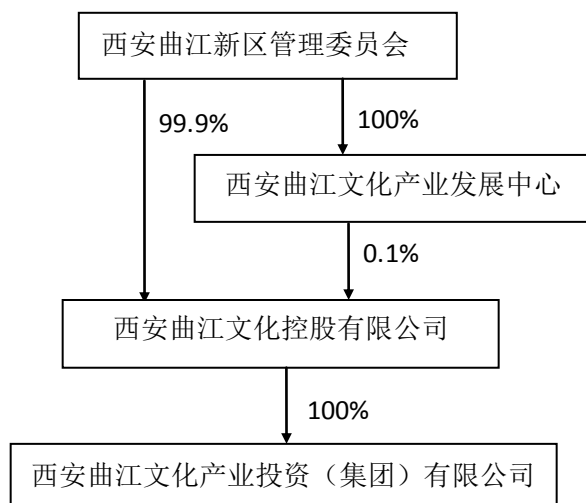 西安曲江新区管理委员会
99.9%
100%
西安曲江文化产业发展中心
0.1%
西安曲江文化控股有限公司
100%
西安曲江文化产业投资（集团）有限公司